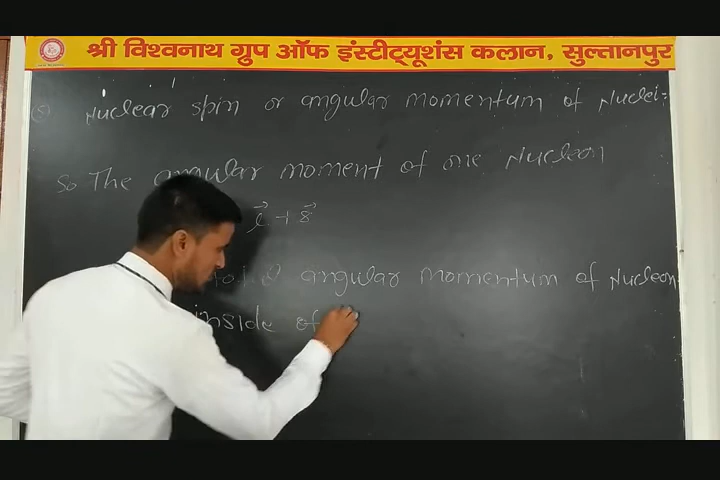 श्री विश्वनाथ ग्रुप ऑफ इंस्टीट्यूशंस कलान, सुल्तानपुर
(5) Nuclear spin or angular momentum of Nuclei:
So The angular moment of one Nucleon
l⃗ + s⃗
angular momentum of Nucleon
inside of